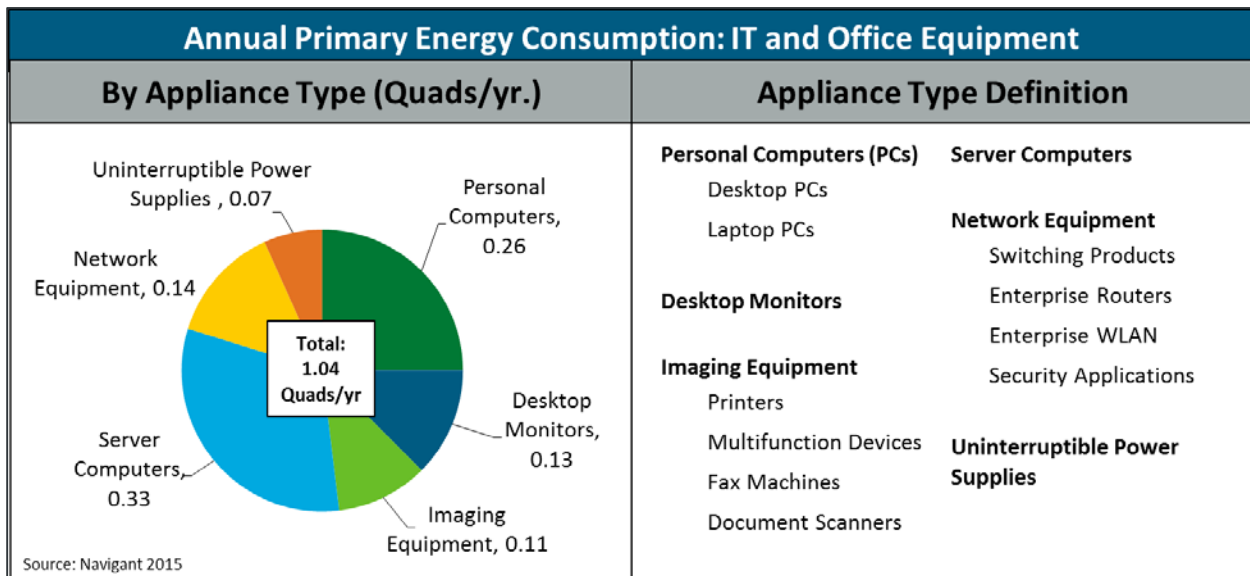 Annual Primary Energy Consumption: IT and Office Equipment
By Appliance Type (Quads/yr.)
Uninterruptible Power
Supplies , 0.07
Personal
Computers,
0.26
Network
Equipment, 0.14
Total:
1.04
Quads/yr
Desktop
Monitors,
0.13
Server
Computers,
0.33
Imaging
Equipment, 0.11
Source: Navigant 2015
Appliance Type Definition
Personal Computers (PCs)
Desktop PCs
Laptop PCs
Desktop Monitors
Imaging Equipment
Printers
Multifunction Devices
Fax Machines
Document Scanners
Server Computers
Network Equipment
Switching Products
Enterprise Routers
Enterprise WLAN
Security Applications
Uninterruptible Power
Supplies